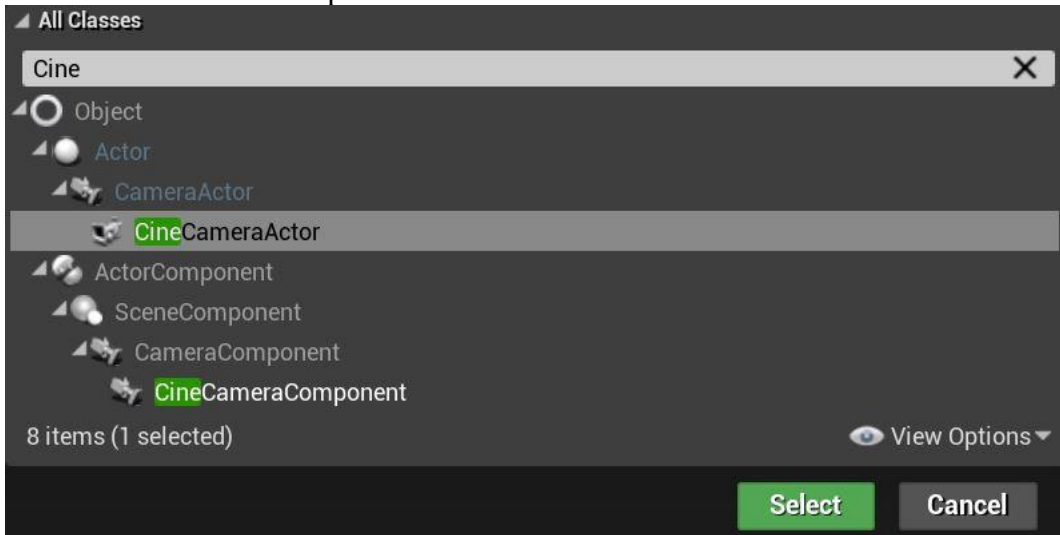 All Classes
Cine
Object
Actor
CameraActor
CineCameraActor
ActorComponent
SceneComponent
CameraComponent
CineCameraComponent
8 items (1 selected)
View Options
Select
Cancel